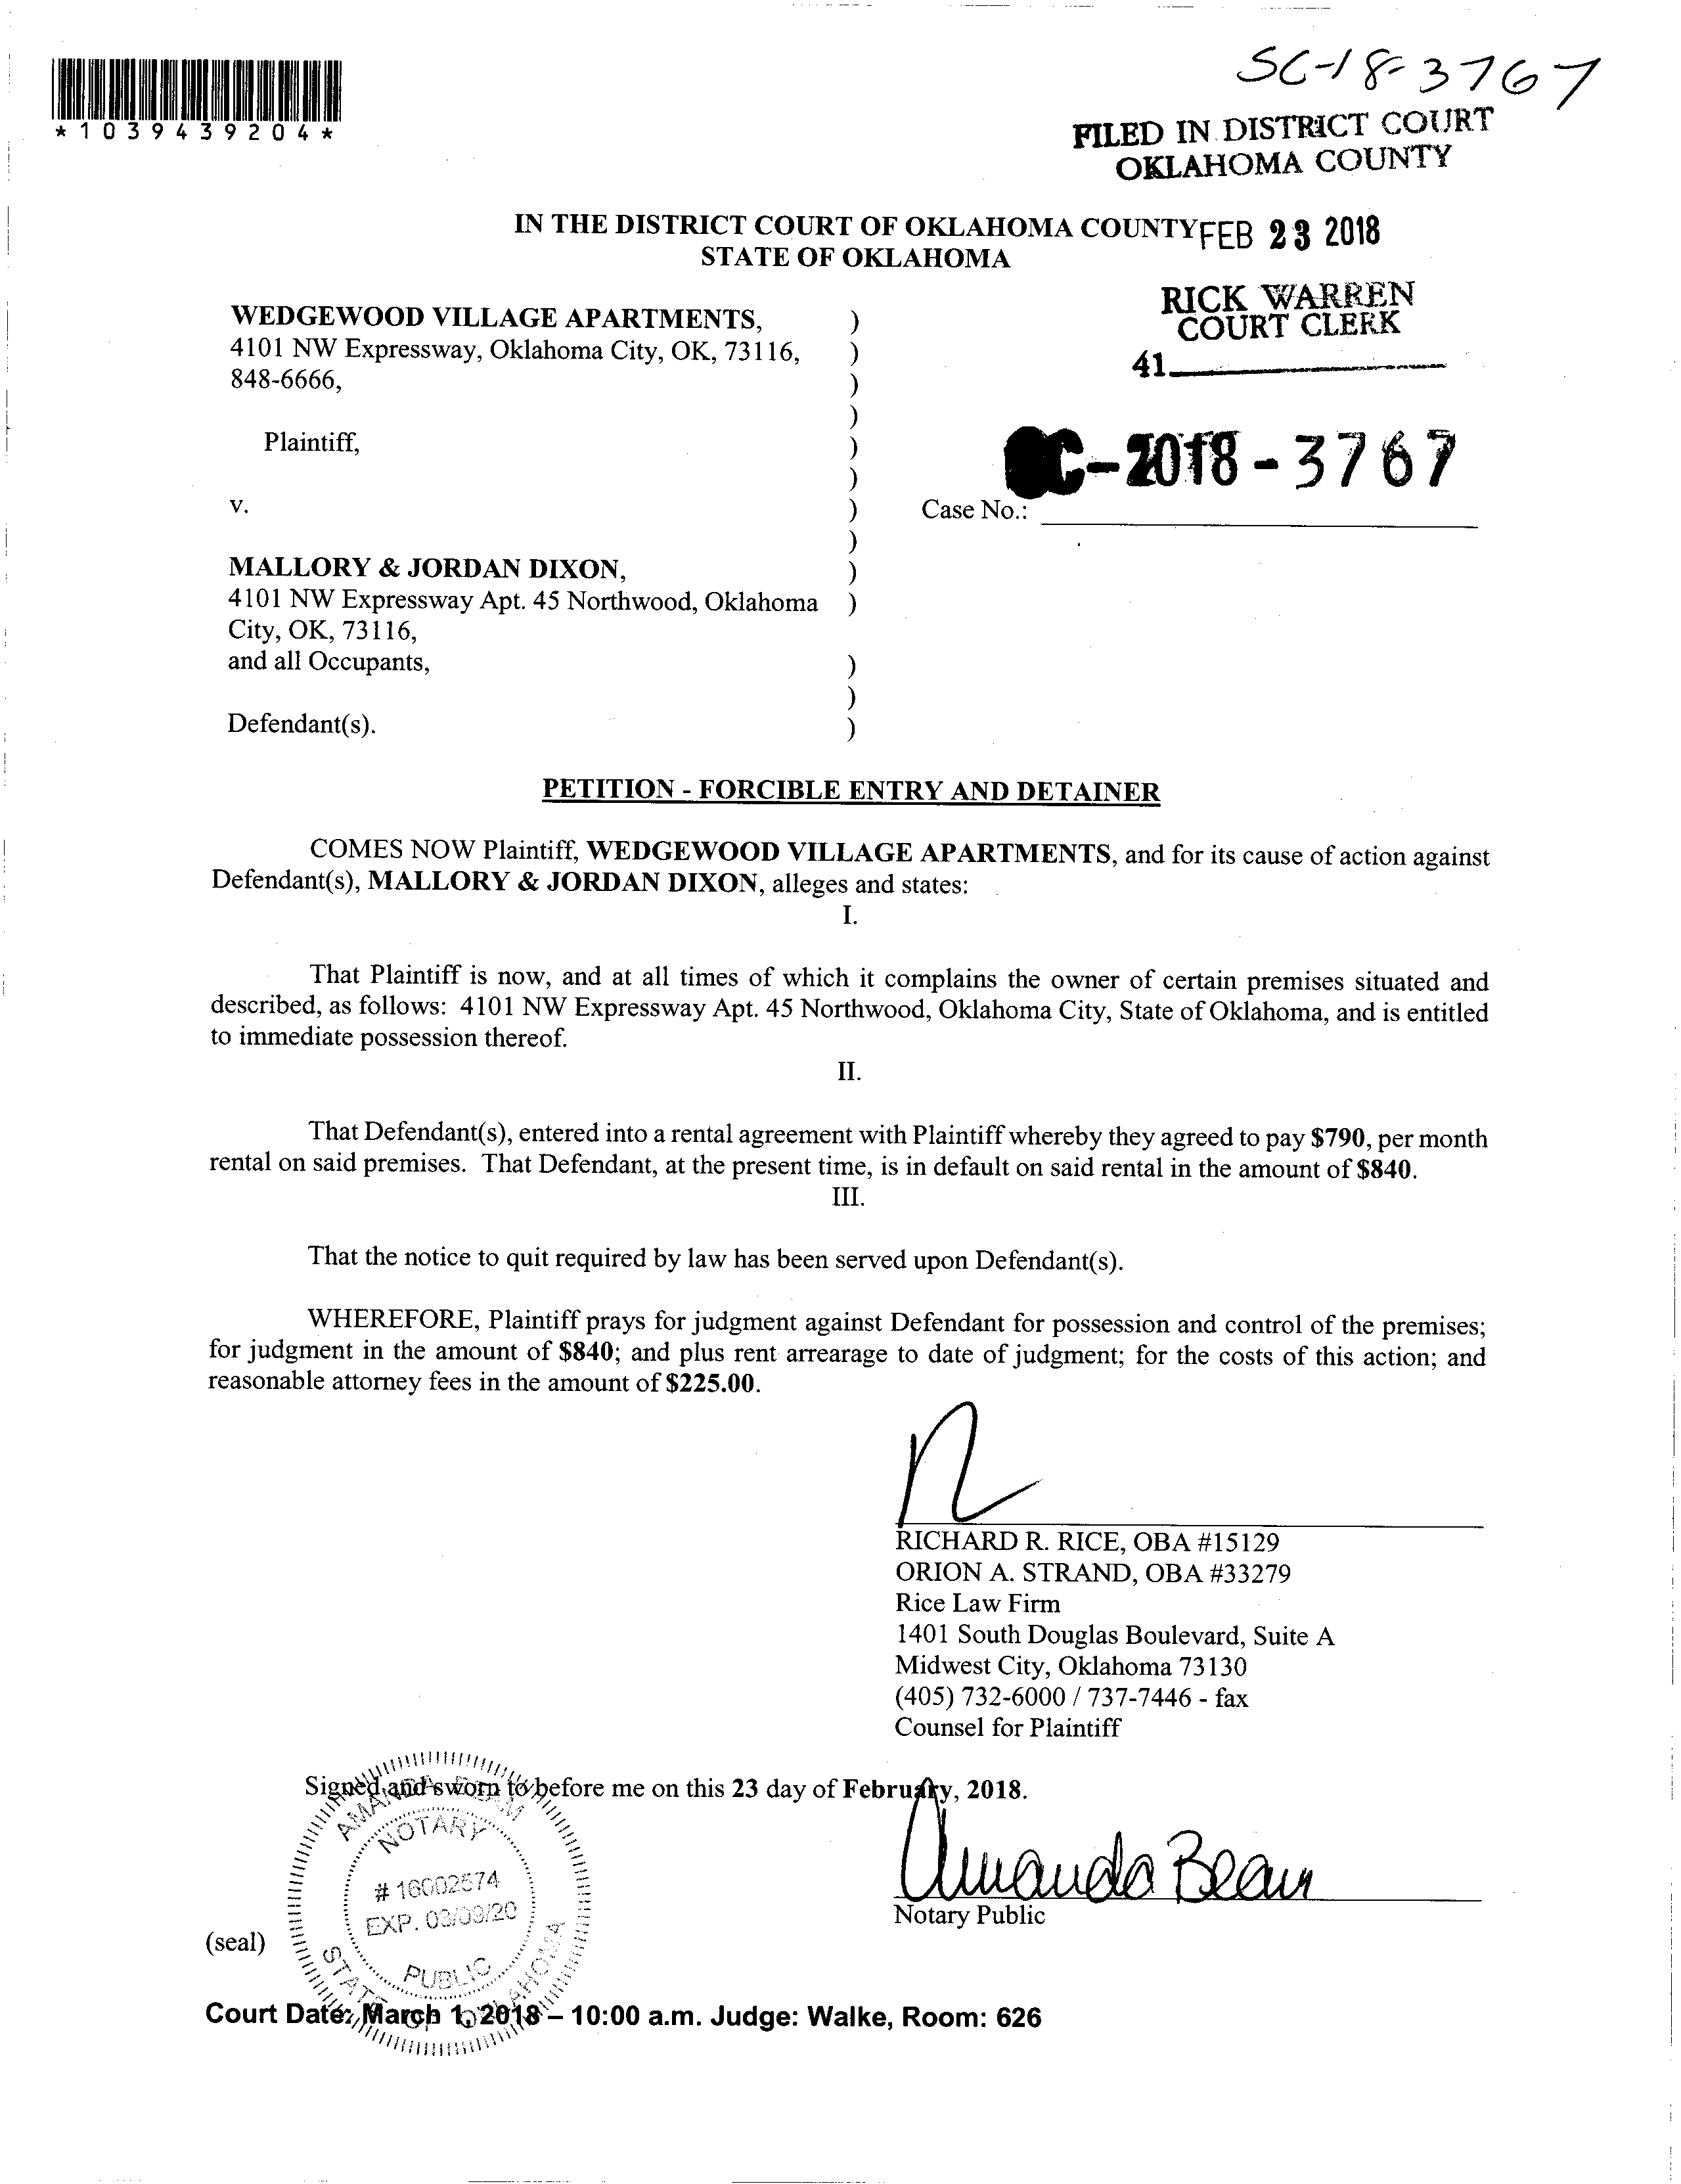 SC-18-3767
*1039439204*
FILED IN DISTRICT COURT
OKLAHOMA COUNTY
IN THE DISTRICT COURT OF OKLAHOMA COUNTY FEB 23 2018
STATE OF OKLAHOMA
RICK WARREN
COURT CLERK
41
WEDGEWOOD VILLAGE APARTMENTS, )
4101 NW Expressway, Oklahoma City, OK, 73116, )
848-6666, )
)
Plaintiff, )
)
v. )
C-2018-3767
Case No.:
)
MALLORY & JORDAN DIXON, )
4101 NW Expressway Apt. 45 Northwood, Oklahoma )
City, OK, 73116,
and all Occupants, )
)
Defendant(s). )
PETITION - FORCIBLE ENTRY AND DETAINER
COMES NOW Plaintiff, WEDGEWOOD VILLAGE APARTMENTS, and for its cause of action against
Defendant(s), MALLORY & JORDAN DIXON, alleges and states:
I.
That Plaintiff is now, and at all times of which it complains the owner of certain premises situated and
described, as follows: 4101 NW Expressway Apt. 45 Northwood, Oklahoma City, State of Oklahoma, and is entitled
to immediate possession thereof.
II.
That Defendant(s), entered into a rental agreement with Plaintiff whereby they agreed to pay $790, per month
rental on said premises. That Defendant, at the present time, is in default on said rental in the amount of $840.
III.
That the notice to quit required by law has been served upon Defendant(s).
WHEREFORE, Plaintiff prays for judgment against Defendant for possession and control of the premises;
for judgment in the amount of $840; and plus rent arrearage to date of judgment; for the costs of this action; and
reasonable attorney fees in the amount of $225.00.
RICHARD R. RICE, OBA #15129
ORION A. STRAND, OBA #33279
Rice Law Firm
1401 South Douglas Boulevard, Suite A
Midwest City, Oklahoma 73130
(405) 732-6000 / 737-7446 - fax
Counsel for Plaintiff
Signed and sworn to before me on this 23 day of February, 2018.
Amanda Bean
Notary Public
AMANDA BEAM
NOTARY
# 16002574
EXP. 03/09/20
PUBLIC
STATE OF OKLAHOMA
(seal)
Court Date: March 1, 2018 – 10:00 a.m. Judge: Walke, Room: 626